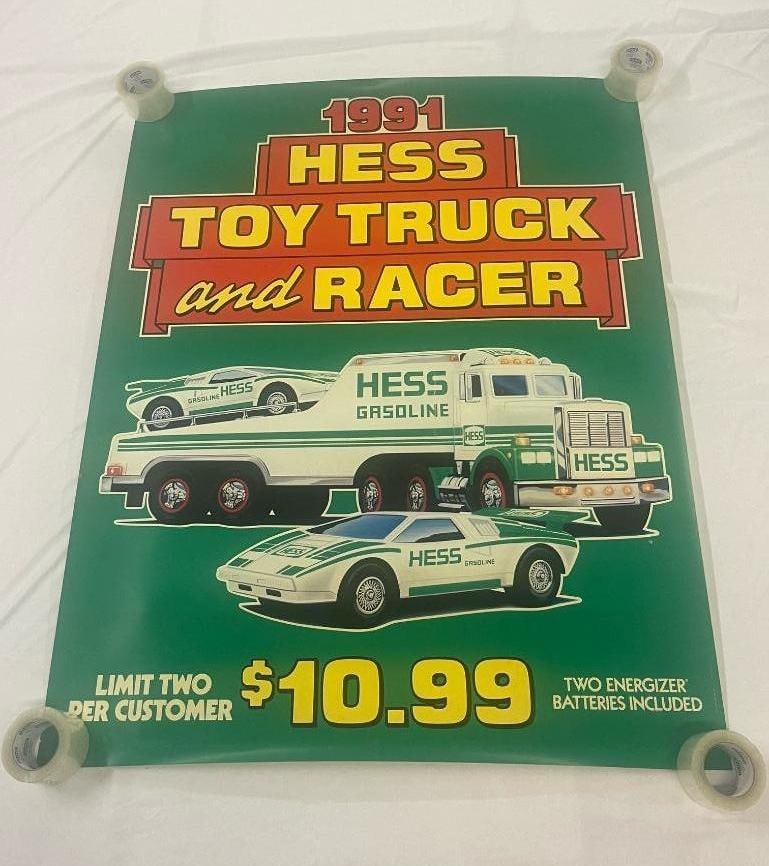 1991
HESS
TOY TRUCK
and RACER
HESS
GASOLINE
GASOLINE HESS
HESS
HESS
HESS
HESS
HESS GASOLINE
LIMIT TWO
PER CUSTOMER
$10.99
TWO ENERGIZER®
BATTERIES INCLUDED